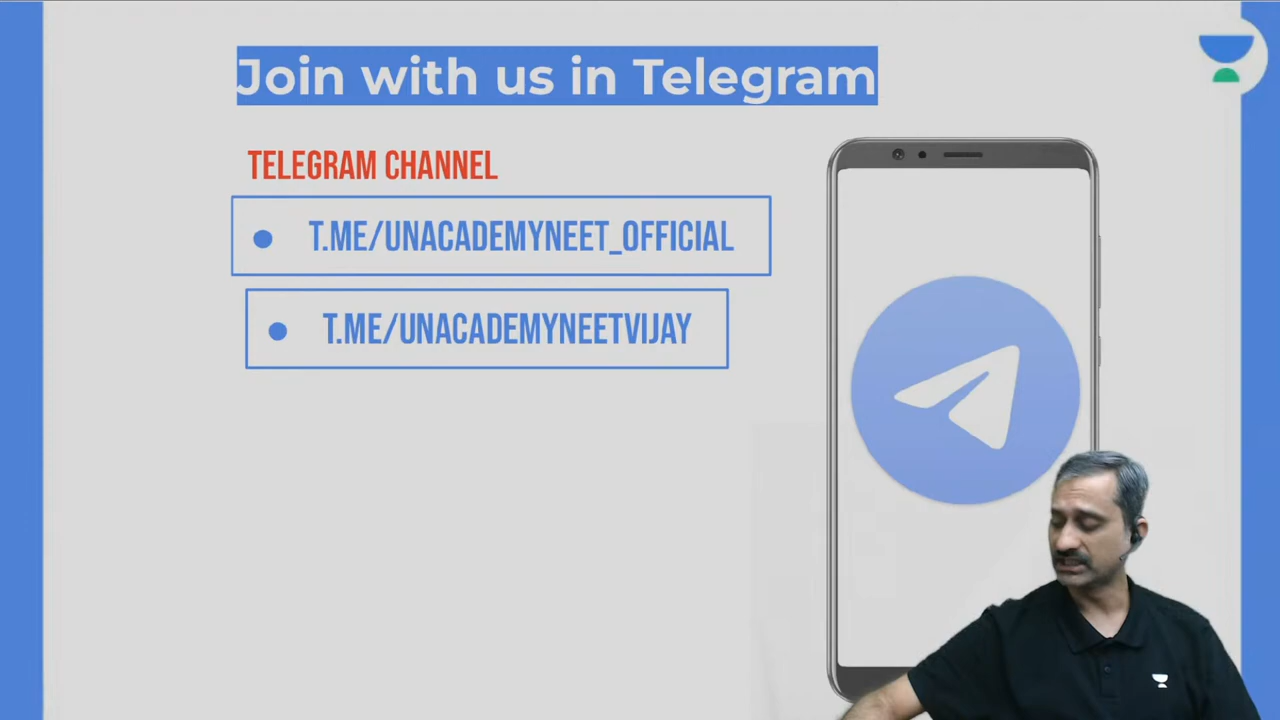 Join with us in Telegram
TELEGRAM CHANNEL
T.ME/UNACADEMYNEET_OFFICIAL
T.ME/UNACADEMYNEETVIJAY